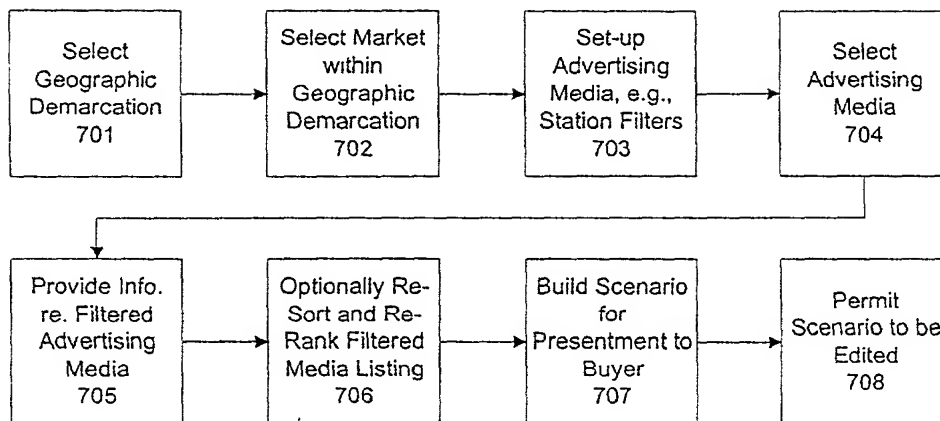 Select
Geographic
Demarcation
701
Select Market
within
Geographic
Demarcation
702
Set-up
Advertising
Media, e.g.,
Station Filters
703
Select
Advertising
Media
704
Provide Info.
re. Filtered
Advertising
Media
705
Optionally Re-
Sort and Re-
Rank Filtered
Media Listing
706
Build Scenario
for
Presentment to
Buyer
707
Permit
Scenario to be
Edited
708